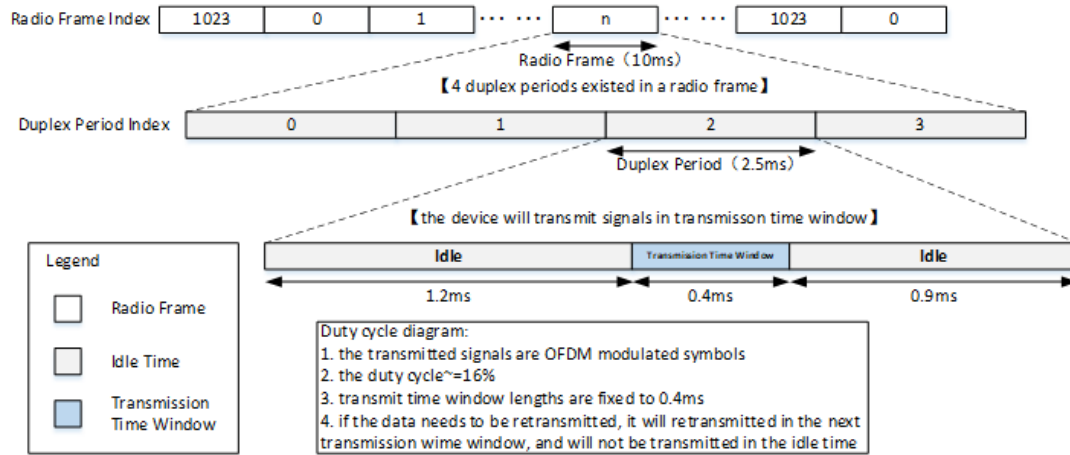 Radio Frame Index 1023 0 1 ··· ··· n ··· ··· 1023 0
Radio Frame（10ms）
【4 duplex periods existed in a radio frame】
Duplex Period Index 0 1 2 3
Duplex Period （2.5ms）
【the device will transmit signals in transmisson time window】
Idle Transmission Time Window Idle
1.2ms 0.4ms 0.9ms
Legend
Radio Frame
Idle Time
Transmission
Time Window
Duty cycle diagram:
1. the transmitted signals are OFDM modulated symbols
2. the duty cycle~=16%
3. transmit time window lengths are fixed to 0.4ms
4. if the data needs to be retransmitted, it will retransmitted in the next
transmission wime window, and will not be transmitted in the idle time